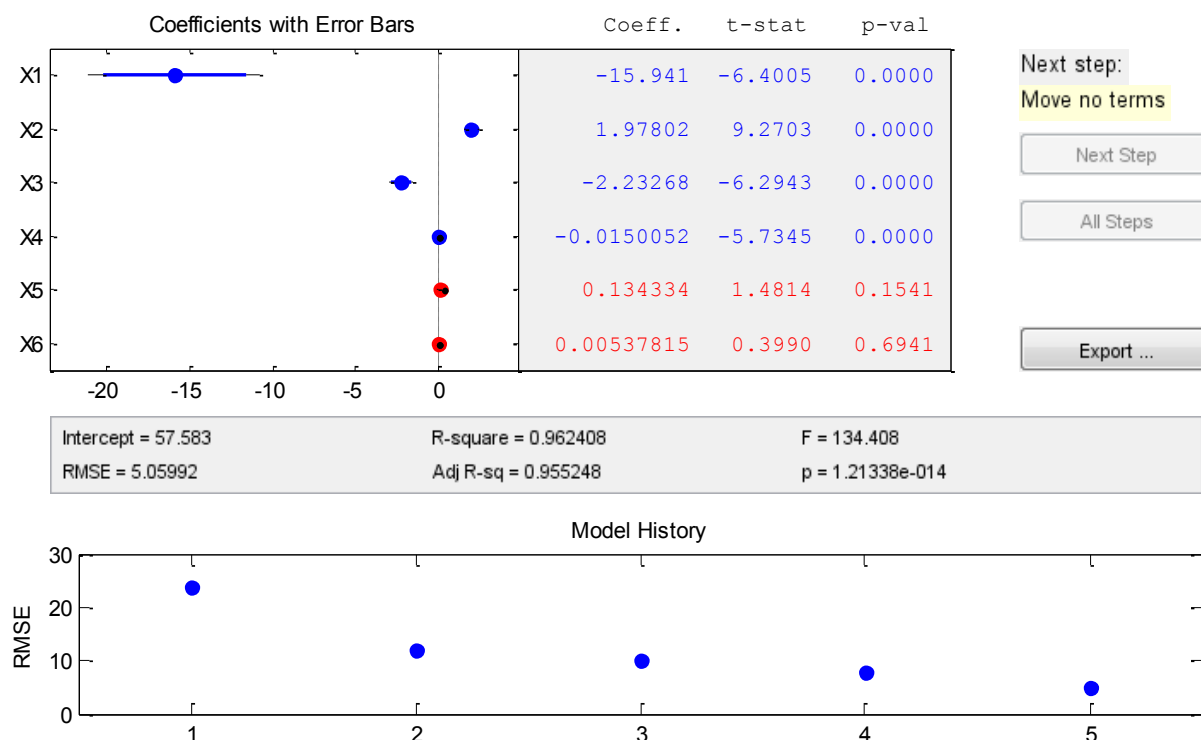 Coefficients with Error Bars Coeff. t-stat p-val
X1 -15.941 -6.4005 0.0000
X2 1.97802 9.2703 0.0000
X3 -2.23268 -6.2943 0.0000
X4 -0.0150052 -5.7345 0.0000
X5 0.134334 1.4814 0.1541
X6 0.00537815 0.3990 0.6941
-20 -15 -10 -5 0
Next step:
Move no terms
Next Step
All Steps
Export ...
Intercept = 57.583 R-square = 0.962408 F = 134.408
RMSE = 5.05992 Adj R-sq = 0.955248 p = 1.21338e-014
Model History
RMSE
30
20
10
0
1 2 3 4 5